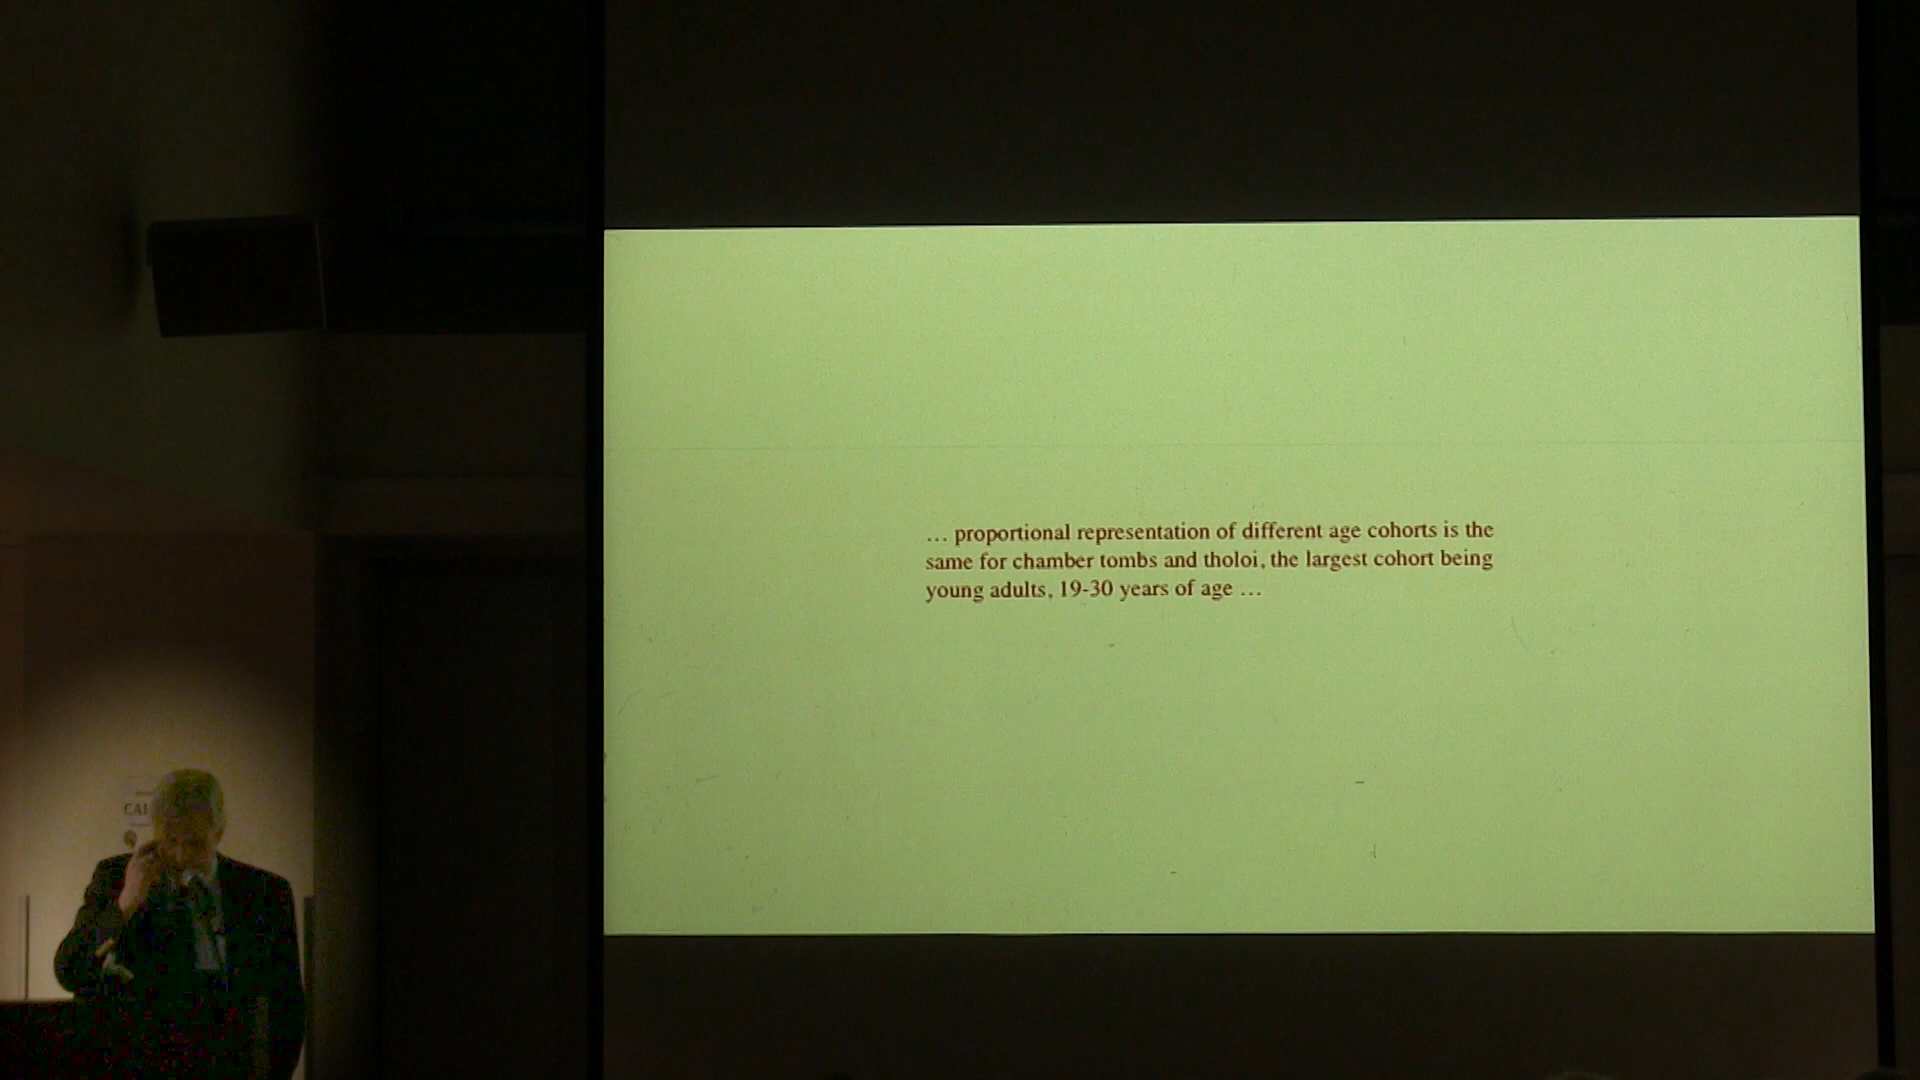 … proportional representation of different age cohorts is the
same for chamber tombs and tholoi, the largest cohort being
young adults, 19-30 years of age …
CAL